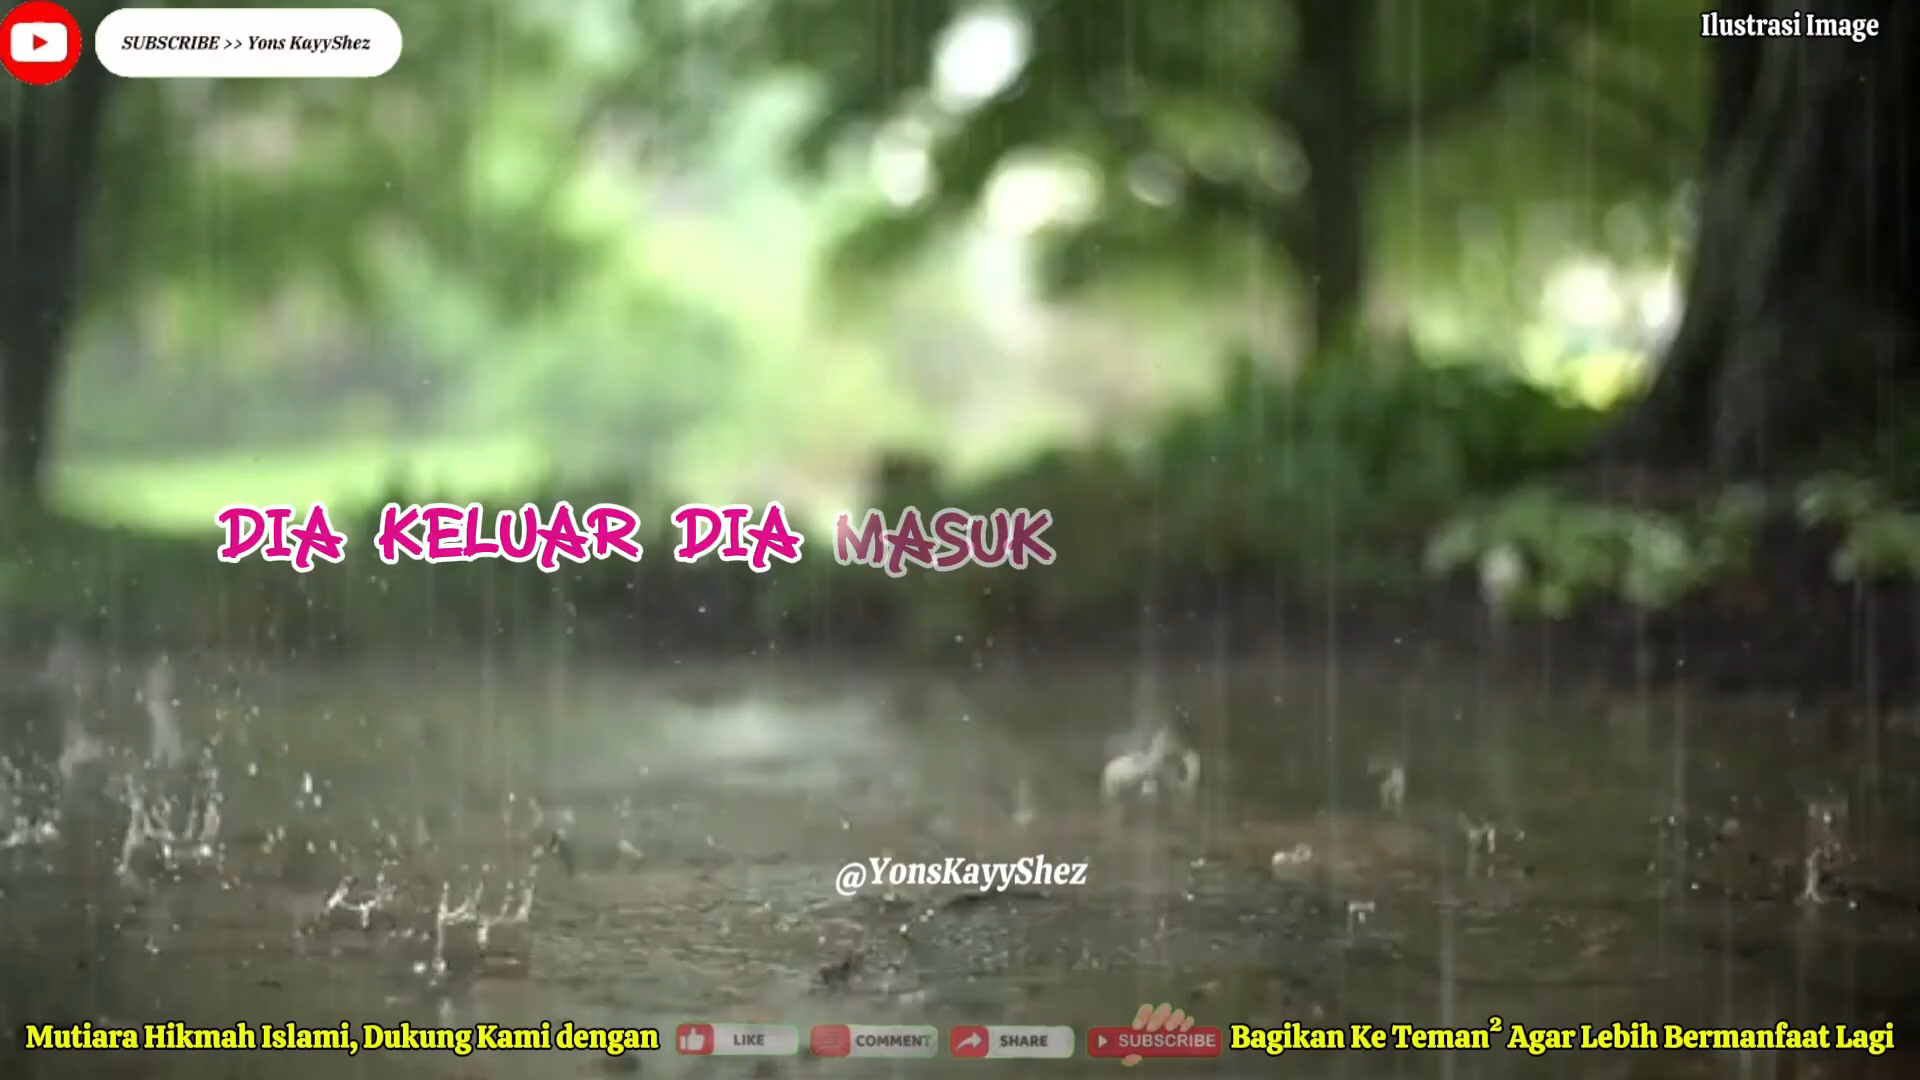 SUBSCRIBE >> Yons KayyShez
Ilustrasi Image
DIA KELUAR DIA MASUK
@YonsKayyShez
Mutiara Hikmah Islami, Dukung Kami dengan LIKE COMMENT SHARE SUBSCRIBE Bagikan Ke Teman² Agar Lebih Bermanfaat Lagi